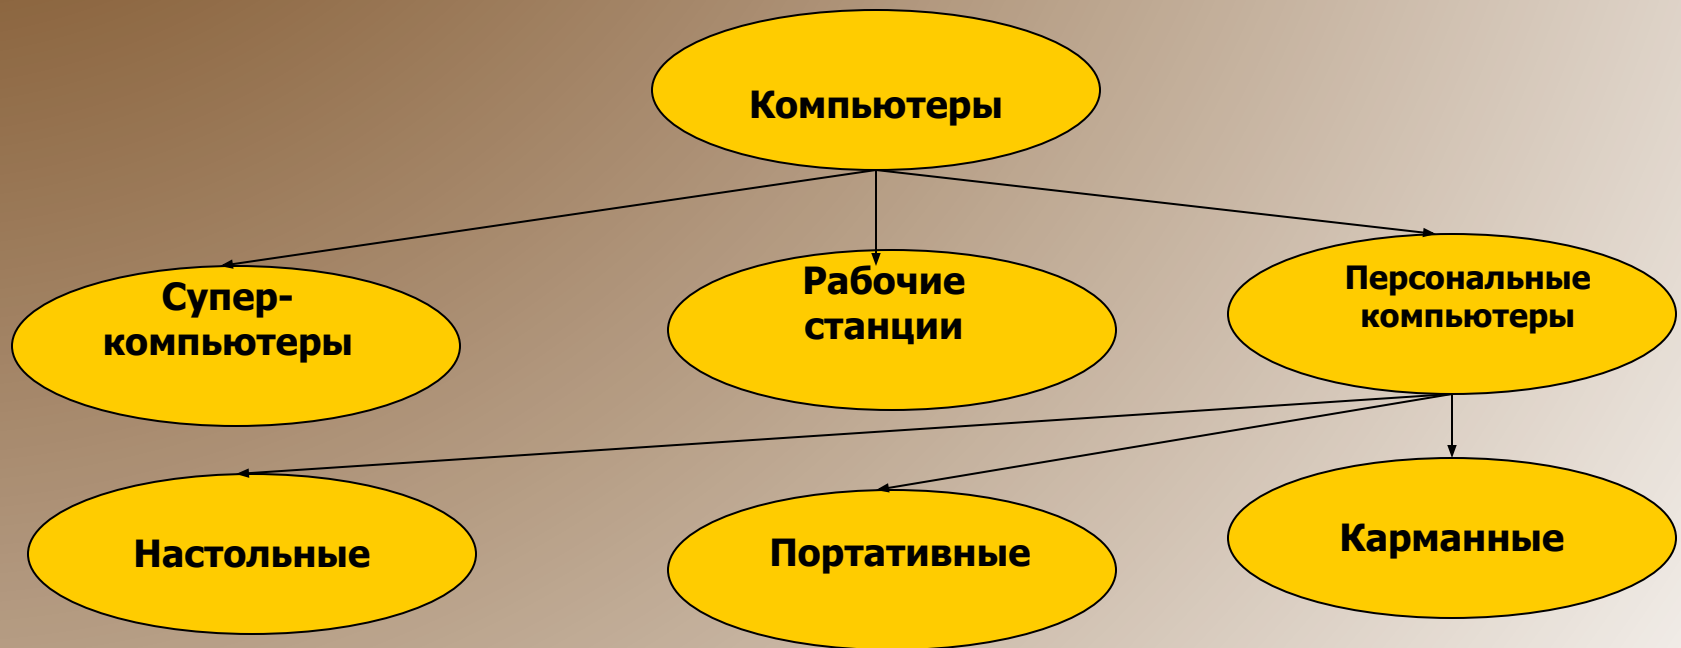 Компьютеры
Супер-
компьютеры
Рабочие
станции
Персональные
компьютеры
Настольные
Портативные
Карманные